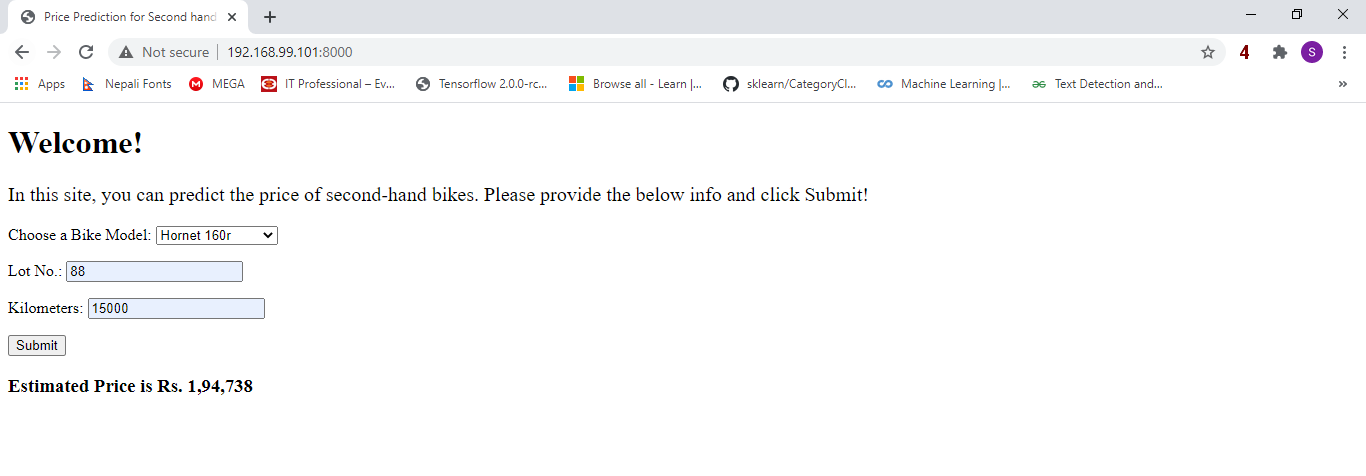 Price Prediction for Second hand
Not secure 192.168.99.101:8000 4 S
Apps Nepali Fonts MEGA IT Professional – Ev... Tensorflow 2.0.0-rc... Browse all - Learn |... sklearn/CategoryCl... Machine Learning |... Text Detection and... »
Welcome!
In this site, you can predict the price of second-hand bikes. Please provide the below info and click Submit!
Choose a Bike Model: Hornet 160r
Lot No.: 88
Kilometers: 15000
Submit
Estimated Price is Rs. 1,94,738